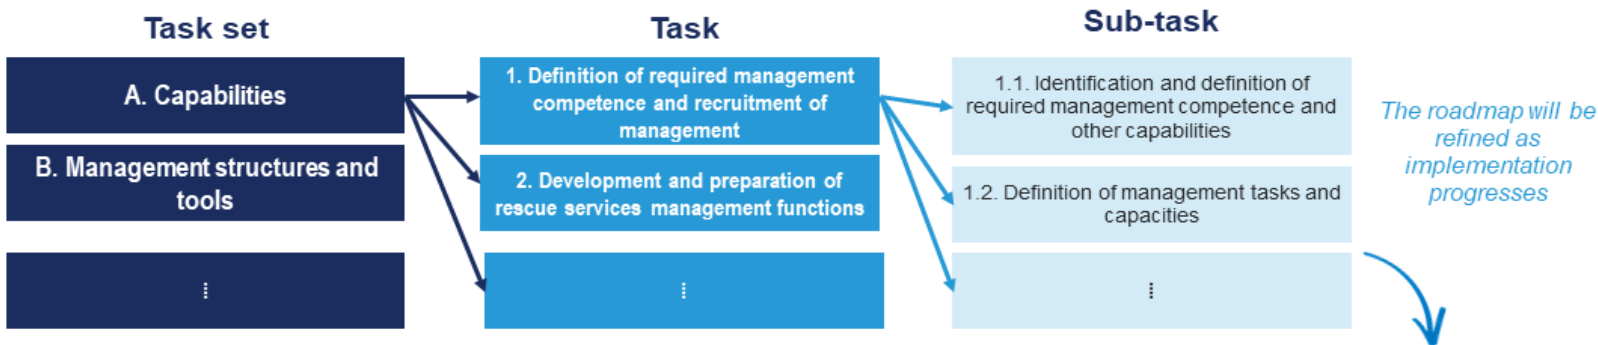 Task set
Task
Sub-task
A. Capabilities
B. Management structures and
tools
⁞
1. Definition of required management
competence and recruitment of
management
2. Development and preparation of
rescue services management functions
⁞
1.1. Identification and definition of
required management competence and
other capabilities
1.2. Definition of management tasks and
capacities
⁞
The roadmap will be
refined as
implementation
progresses